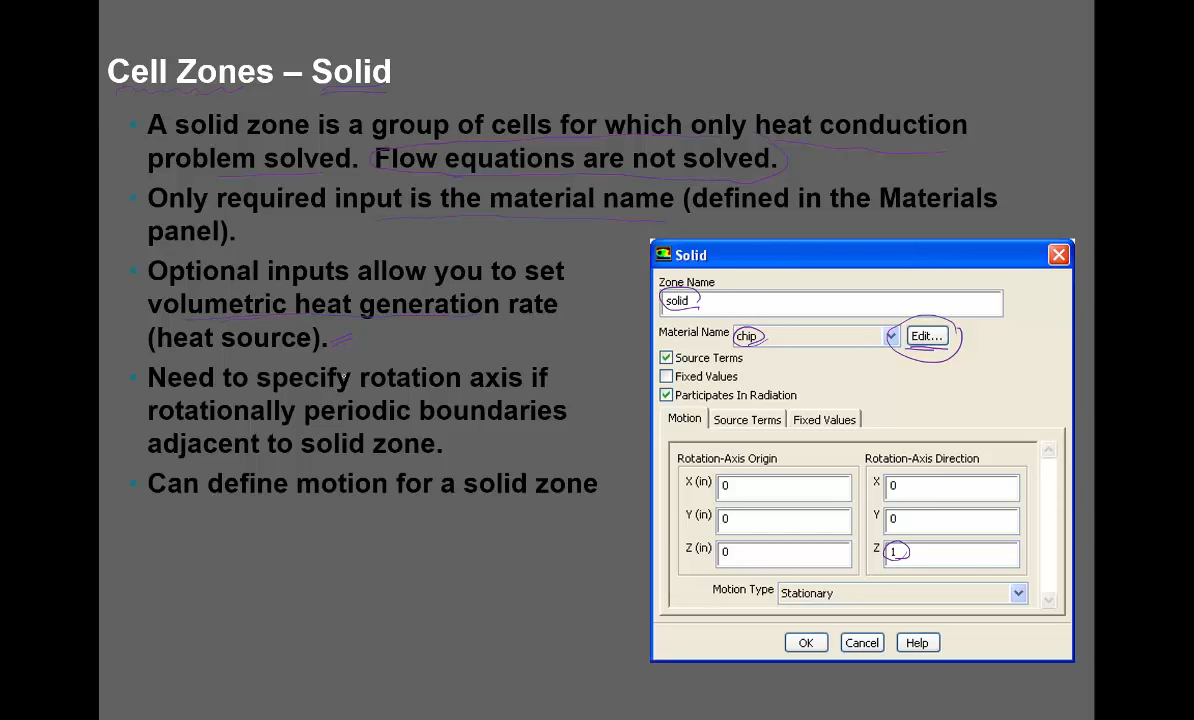 Cell Zones – Solid
• A solid zone is a group of cells for which only heat conduction
problem solved. Flow equations are not solved.
• Only required input is the material name (defined in the Materials
panel).
• Optional inputs allow you to set
volumetric heat generation rate
(heat source).
• Need to specify rotation axis if
rotationally periodic boundaries
adjacent to solid zone.
• Can define motion for a solid zone
Solid
Zone Name
solid
Material Name chip Edit...
Source Terms
Fixed Values
Participates In Radiation
Motion Source Terms Fixed Values
Rotation-Axis Origin Rotation-Axis Direction
X (in) 0 X 0
Y (in) 0 Y 0
Z (in) 0 Z 1
Motion Type Stationary
OK Cancel Help